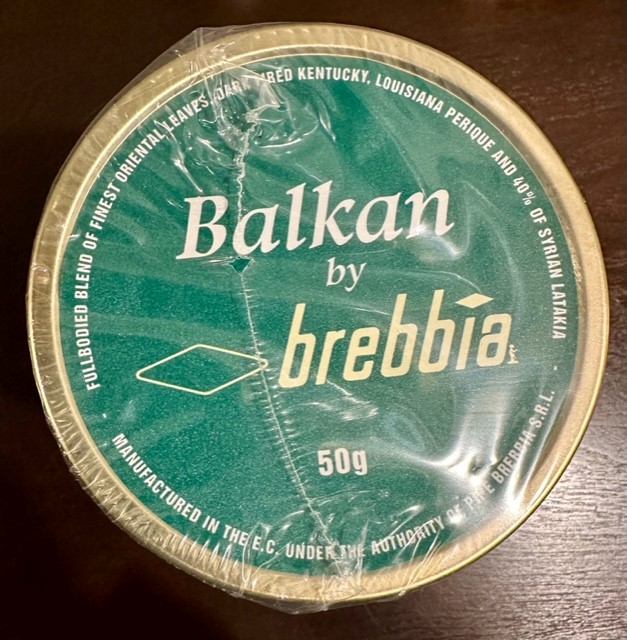 FULLBODIED BLEND OF FINEST ORIENTAL LEAVES, KENTUCKY, LOUISIANA PERIQUE AND 40% OF SYRIAN LATAKIA
Balkan
by
brebbia
50g
MANUFACTURED IN THE E.C. UNDER THE AUTHORITY OF PIPE BREBBIA S.R.L.